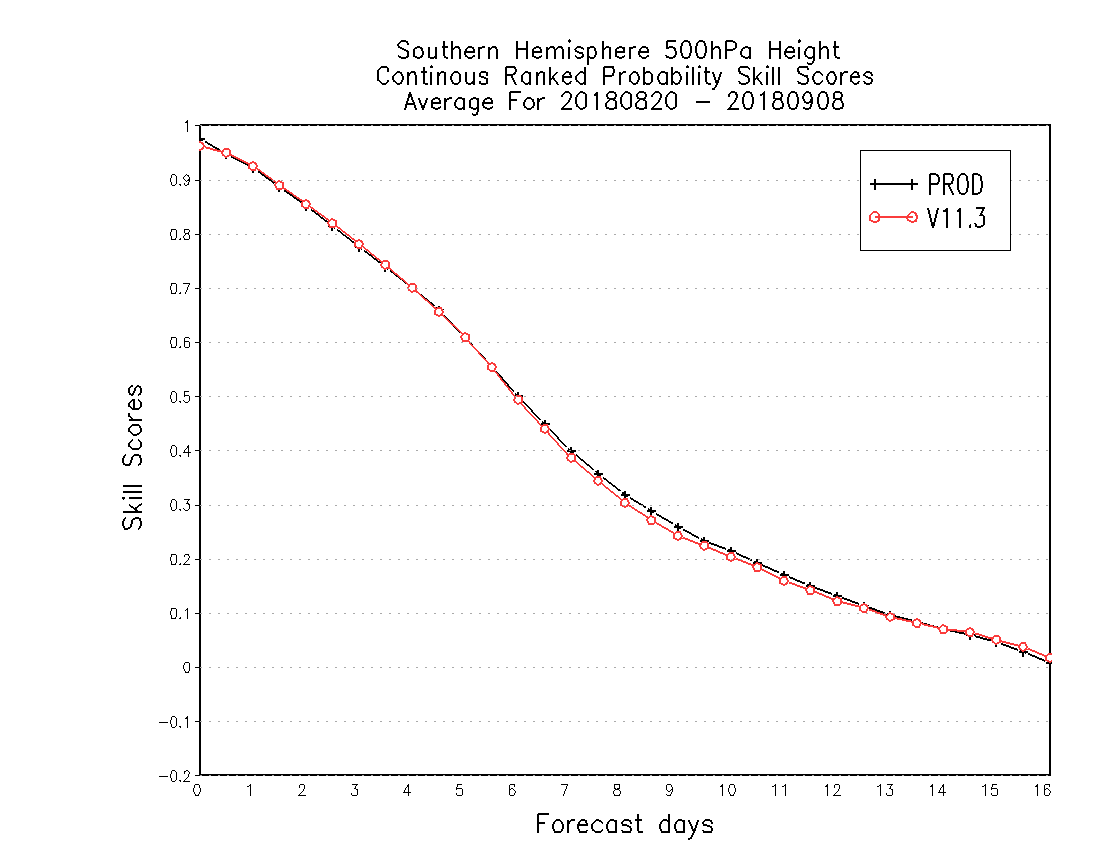 Southern Hemisphere 500hPa Height
Continous Ranked Probability Skill Scores
Average For 20180820 – 20180908
PROD
V11.3
Skill Scores
1
0.9
0.8
0.7
0.6
0.5
0.4
0.3
0.2
0.1
0
−0.1
−0.2
0 1 2 3 4 5 6 7 8 9 10 11 12 13 14 15 16
Forecast days